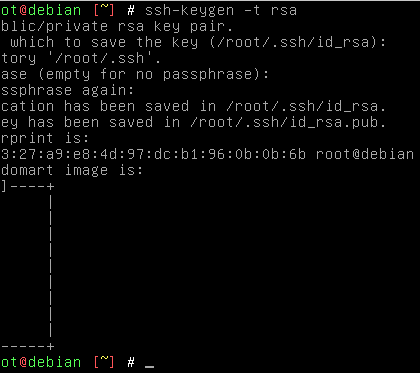 ot@debian [~] # ssh-keygen -t rsa
blic/private rsa key pair.
 which to save the key (/root/.ssh/id_rsa):
tory '/root/.ssh'.
ase (empty for no passphrase):
ssphrase again:
cation has been saved in /root/.ssh/id_rsa.
ey has been saved in /root/.ssh/id_rsa.pub.
rprint is:
3:27:a9:e8:4d:97:dc:b1:96:0b:0b:6b root@debian
domart image is:
]----+
     |
     |
     |
     |
     |
     |
     |
     |
     |
-----+
ot@debian [~] # _